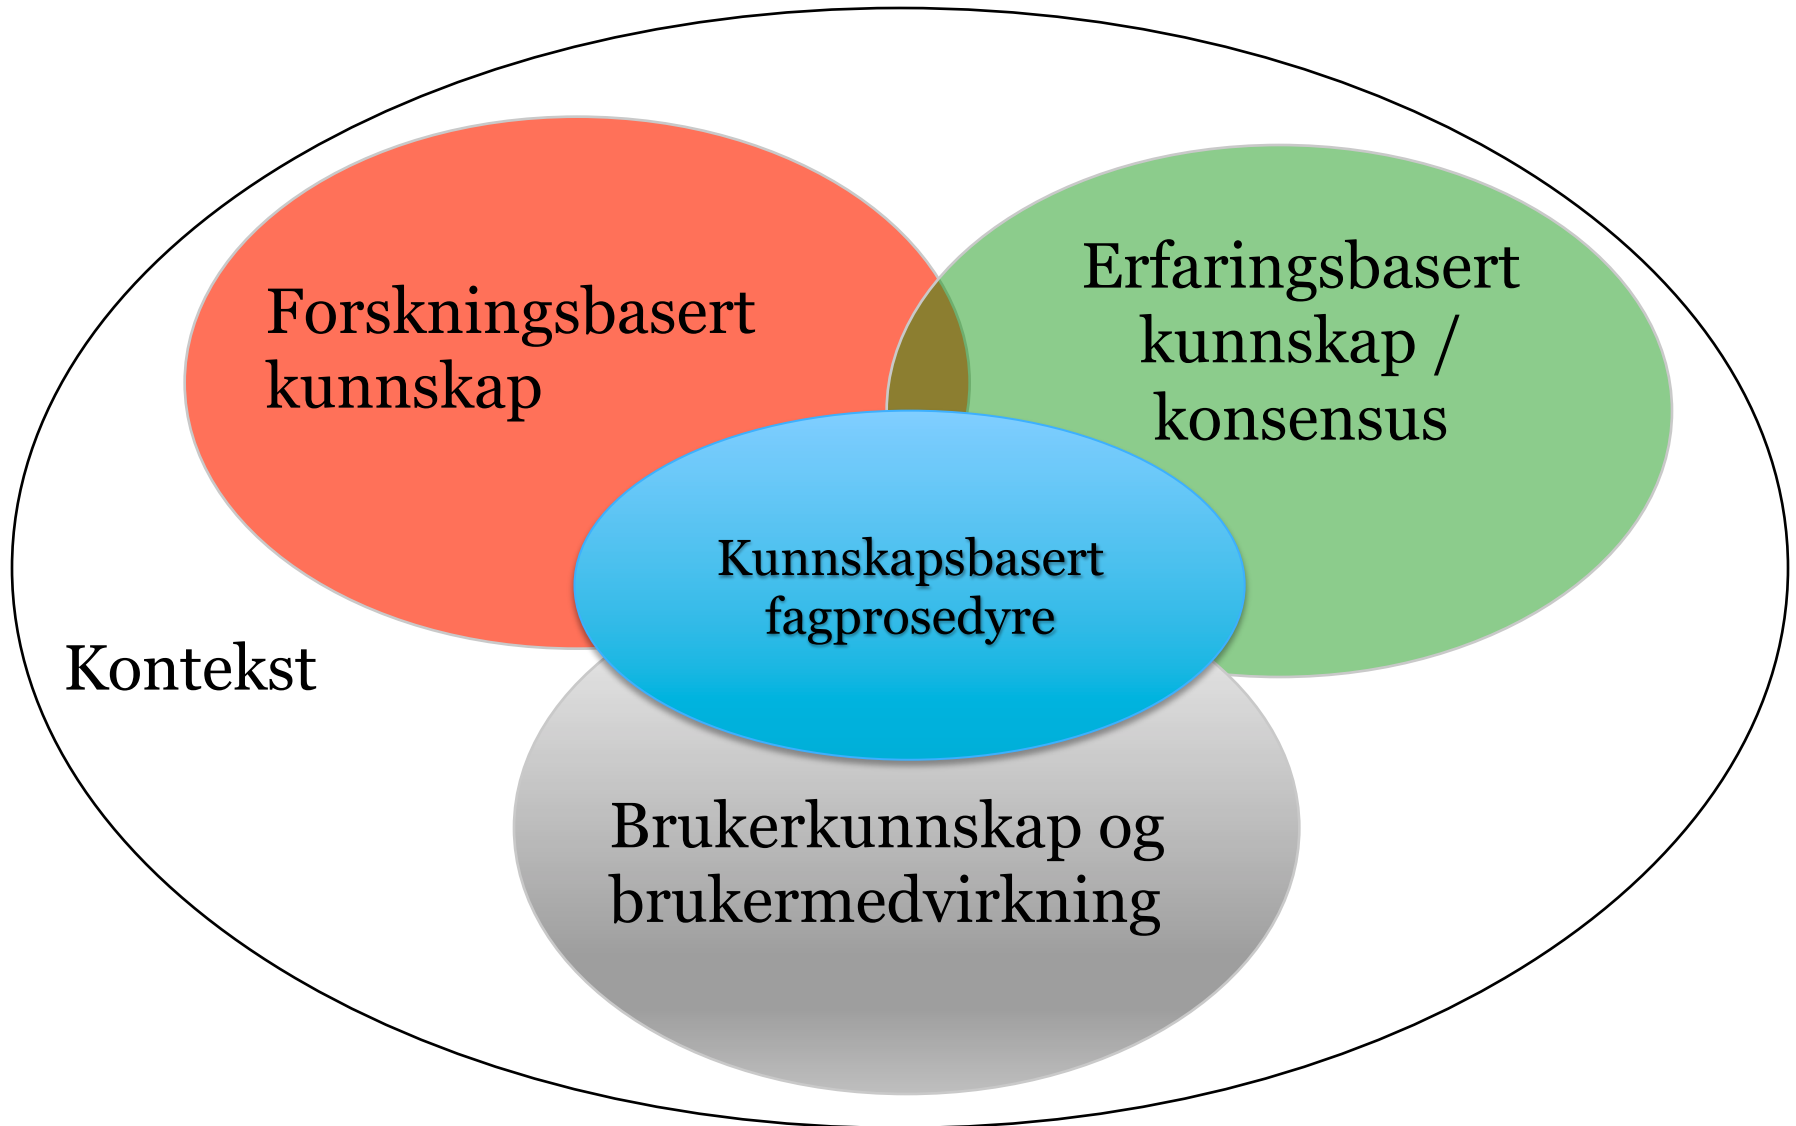 Forskningsbasert
kunnskap
Erfaringsbasert
kunnskap /
konsensus
Kunnskapsbasert
fagprosedyre
Kontekst
Brukerkunnskap og
brukermedvirkning